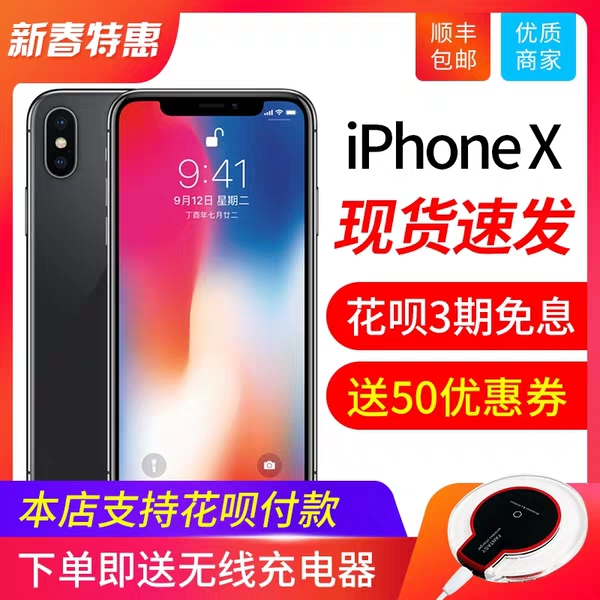 新春特惠
顺丰
包邮
优质
商家
iPhone X
现货速发
9:41
9月12日 星期二
丁酉年七月廿二
花呗3期免息
送50优惠券
本店支持花呗付款
下单即送无线充电器
FANTASY